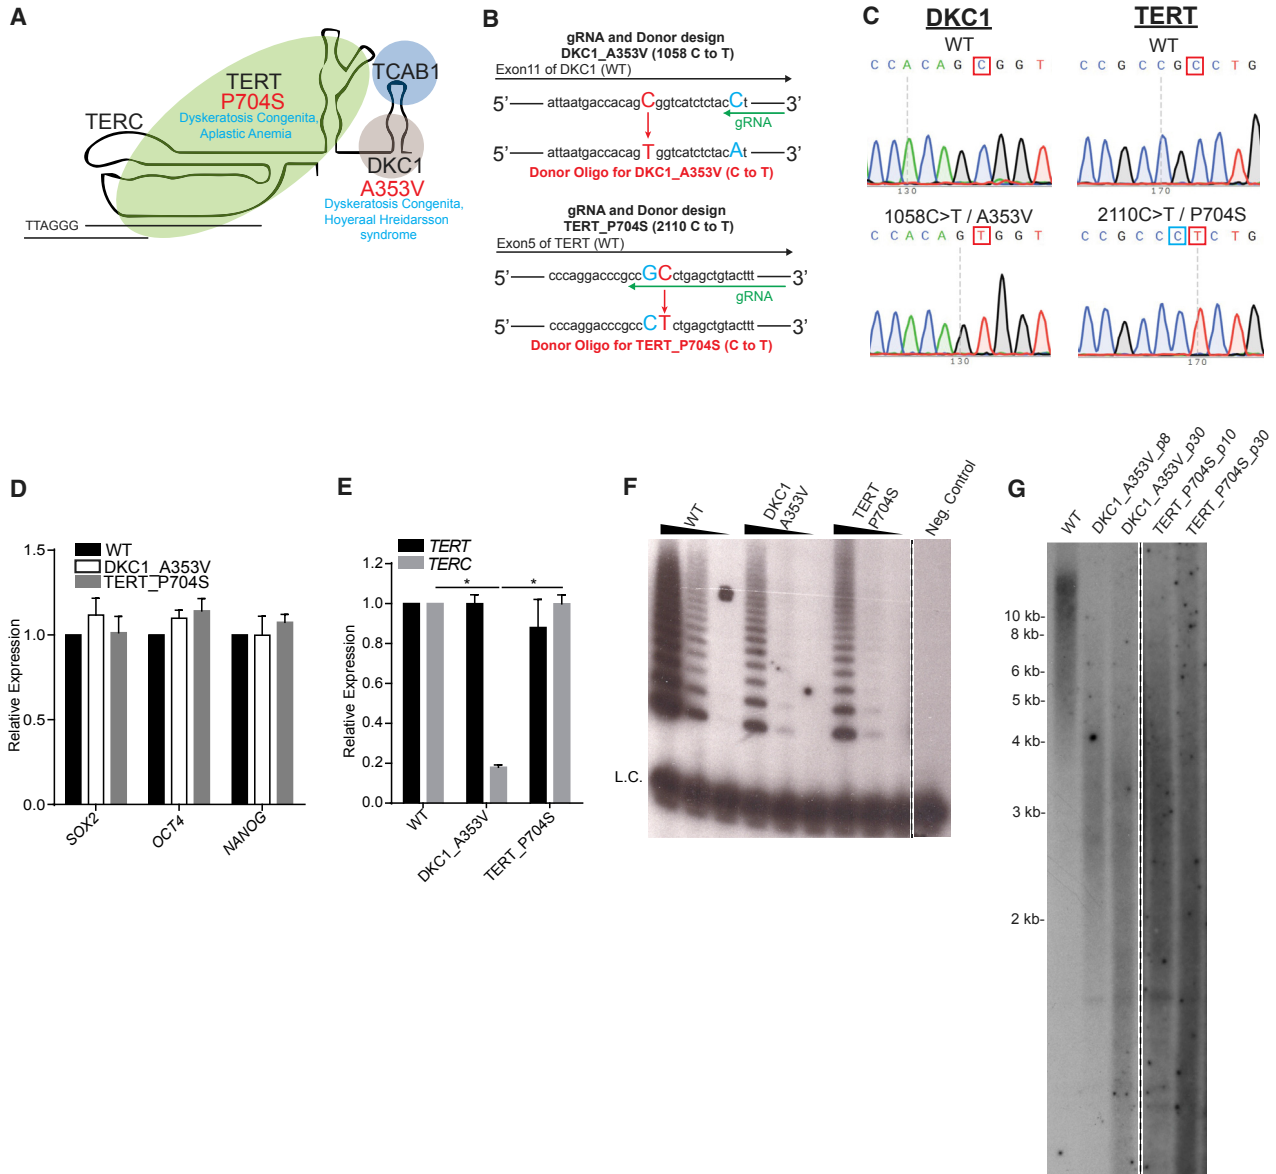 A
TERT
P704S
Dyskeratosis Congenita,
Aplastic Anemia
TCAB1
TERC
DKC1
A353V
Dyskeratosis Congenita,
Hoyeraal Hreidarsson
syndrome
TTAGGG
B
gRNA and Donor design
DKC1_A353V (1058 C to T)
Exon11 of DKC1 (WT)
5' attaatgaccacagCggtcatctctacCt 3'
gRNA
5' attaatgaccacagTggtcatctctacAt 3'
Donor Oligo for DKC1_A353V (C to T)
gRNA and Donor design
TERT_P704S (2110 C to T)
Exon5 of TERT (WT)
5' cccaggacccgccGCctgagctgtacttt 3'
gRNA
5' cccaggacccgccCTctgagctgtacttt 3'
Donor Oligo for TERT_P704S (C to T)
C
DKC1
WT
C C A C A G C G G T
130
1058C>T / A353V
C C A C A G T G G T
130
TERT
WT
C C G C C G C C T G
170
2110C>T / P704S
C C G C C C T C T G
170
D
WT
DKC1_A353V
TERT_P704S
Relative Expression
1.5
1.0
0.5
0.0
SOX2
OCT4
NANOG
E
TERT
TERC
* *
Relative Expression
1.2
1.0
0.8
0.6
0.4
0.2
0.0
WT
DKC1_A353V
TERT_P704S
F
WT
DKC1
A353V
TERT
P704S
Neg. Control
L.C.
G
WT
DKC1_A353V_p8
DKC1_A353V_p30
TERT_P704S_p10
TERT_P704S_p30
10 kb-
8 kb-
6 kb-
5 kb-
4 kb-
3 kb-
2 kb-